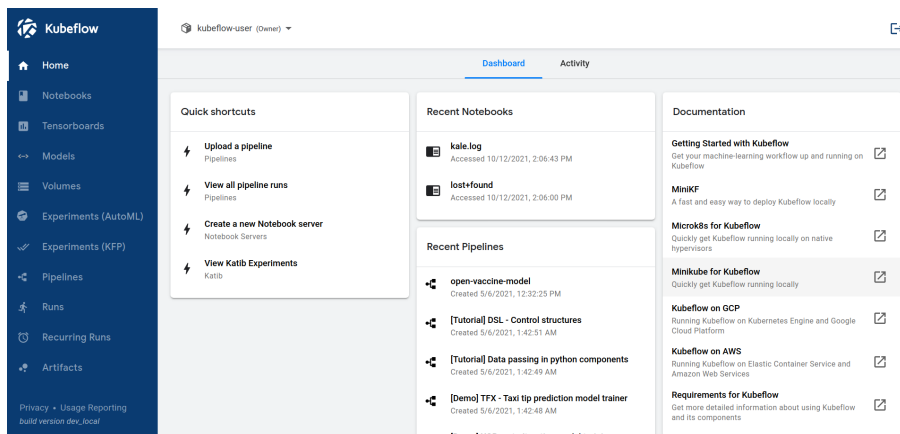 Kubeflow
kubeflow-user (Owner)
Home
Notebooks
Tensorboards
Models
Volumes
Experiments (AutoML)
Experiments (KFP)
Pipelines
Runs
Recurring Runs
Artifacts
Privacy • Usage Reporting
build version dev_local
Dashboard
Activity
Quick shortcuts
Upload a pipeline
Pipelines
View all pipeline runs
Pipelines
Create a new Notebook server
Notebook Servers
View Katib Experiments
Katib
Recent Notebooks
kale.log
Accessed 10/12/2021, 2:06:43 PM
lost+found
Accessed 10/12/2021, 2:06:00 PM
Recent Pipelines
open-vaccine-model
Created 5/6/2021, 12:32:25 PM
[Tutorial] DSL - Control structures
Created 5/6/2021, 1:42:51 AM
[Tutorial] Data passing in python components
Created 5/6/2021, 1:42:49 AM
[Demo] TFX - Taxi tip prediction model trainer
Created 5/6/2021, 1:42:48 AM
Documentation
Getting Started with Kubeflow
Get your machine-learning workflow up and running on
Kubeflow
MiniKF
A fast and easy way to deploy Kubeflow locally
Microk8s for Kubeflow
Quickly get Kubeflow running locally on native
hypervisors
Minikube for Kubeflow
Quickly get Kubeflow running locally
Kubeflow on GCP
Running Kubeflow on Kubernetes Engine and Google
Cloud Platform
Kubeflow on AWS
Running Kubeflow on Elastic Container Service and
Amazon Web Services
Requirements for Kubeflow
Get more detailed information about using Kubeflow
and its components